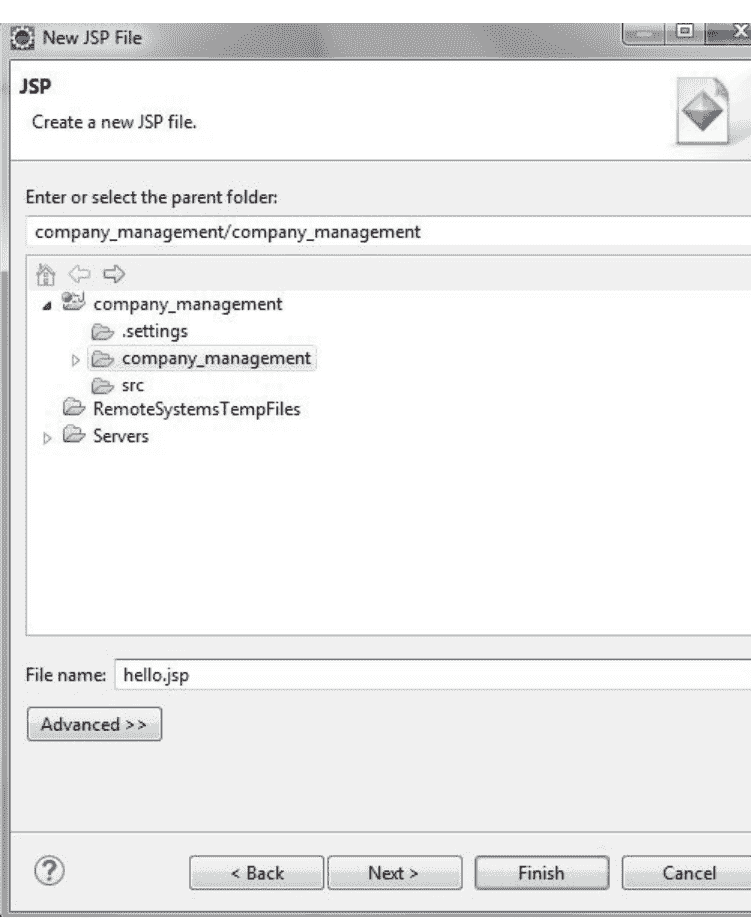 New JSP File
JSP
Create a new JSP file.
Enter or select the parent folder:
company_management/company_management
company_management
.settings
company_management
src
RemoteSystemsTempFiles
Servers
File name: hello.jsp
Advanced >>
? < Back Next > Finish Cancel